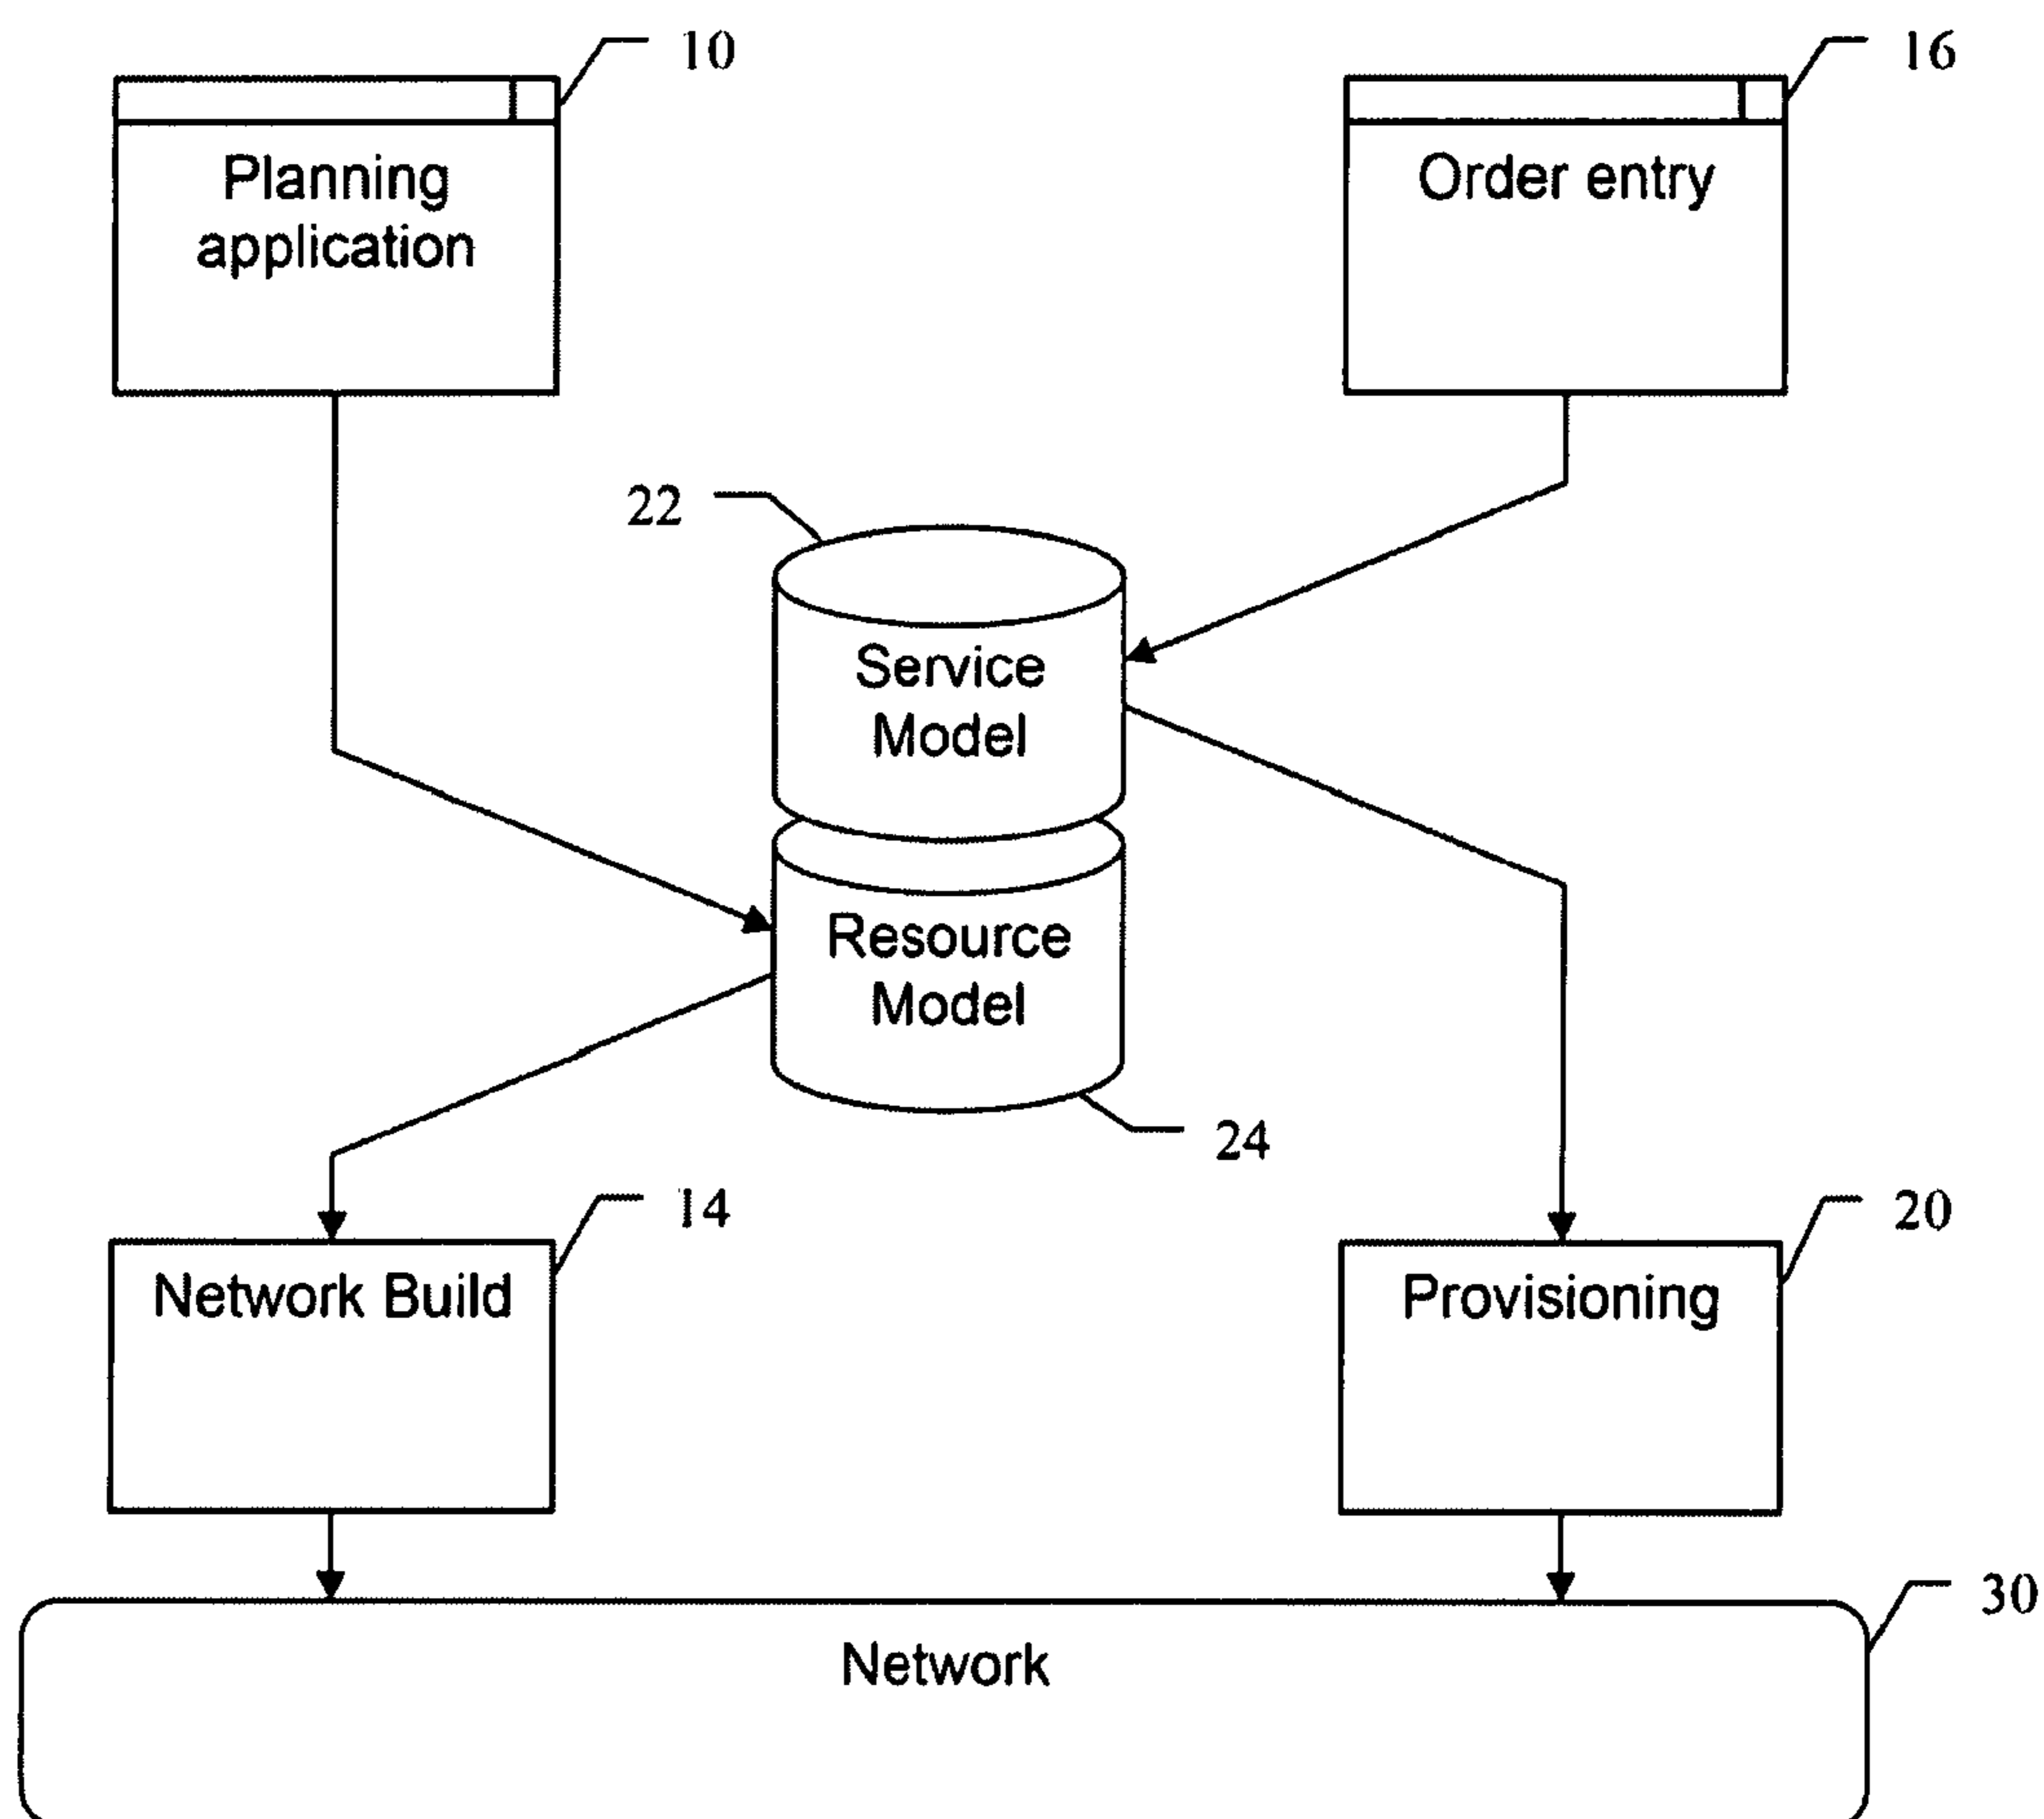 10
16
Planning
application
Order entry
22
Service
Model
Resource
Model
24
14
20
Network Build
Provisioning
30
Network